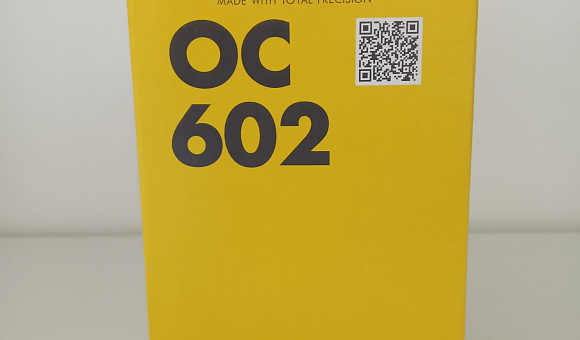 MADE WITH TOTAL PRECISION
OC
602